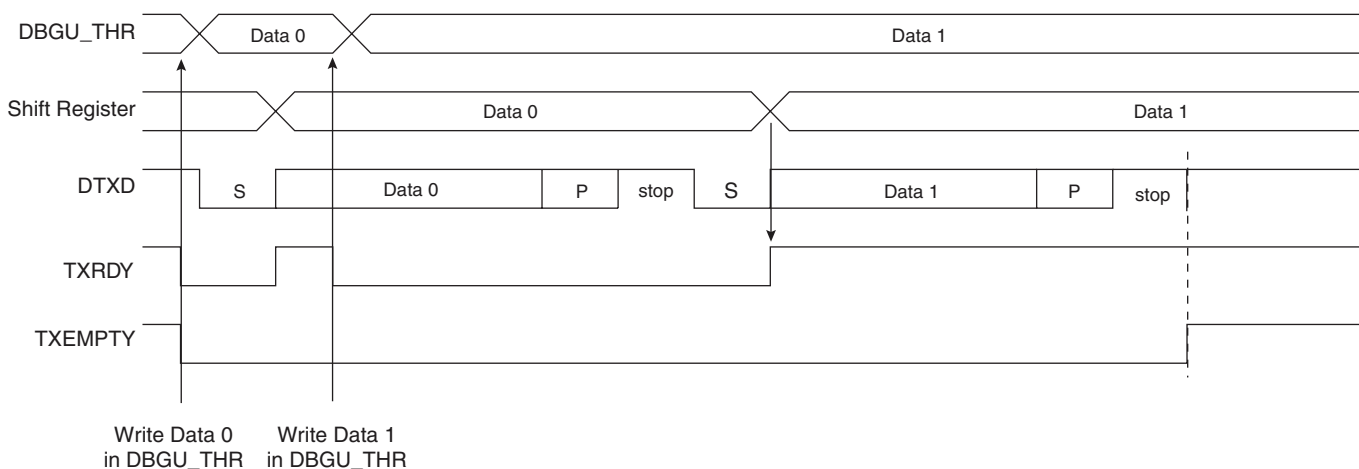 DBGU_THR
Data 0
Data 1
Shift Register
Data 0
Data 1
DTXD
S
Data 0
P
stop
S
Data 1
P
stop
TXRDY
TXEMPTY
Write Data 0
in DBGU_THR
Write Data 1
in DBGU_THR